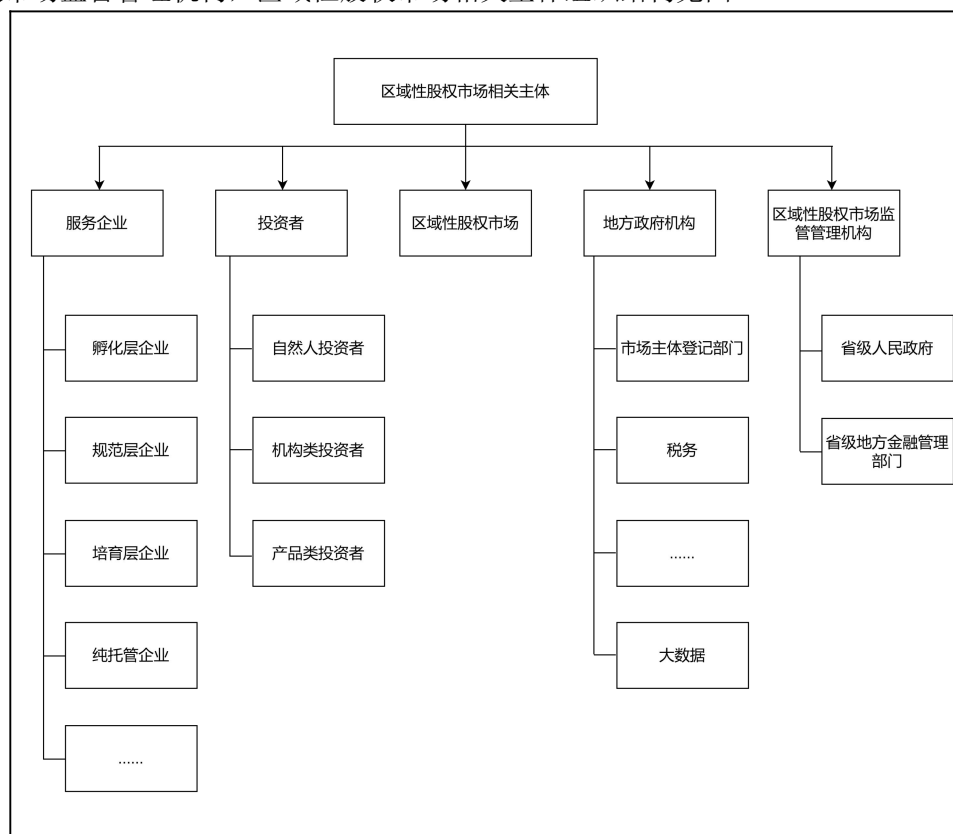 区域性股权市场相关主体
服务企业
投资者
区域性股权市场
地方政府机构
区域性股权市场监
管管理机构
孵化层企业
自然人投资者
市场主体登记部门
省级人民政府
规范层企业
机构类投资者
税务
省级地方金融管理
部门
培育层企业
产品类投资者
......
纯托管企业
大数据
......